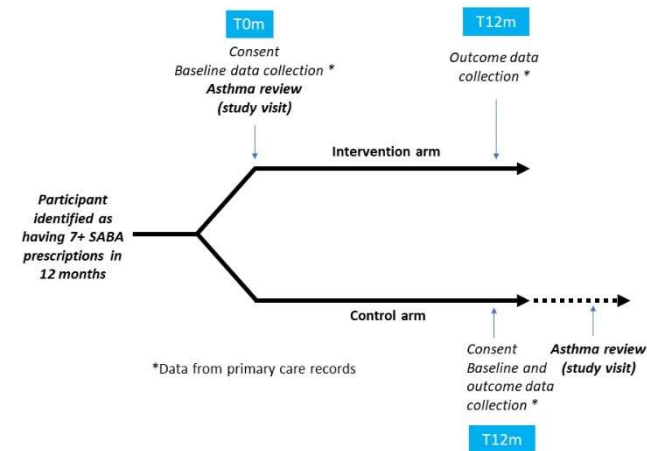 T0m
Consent
Baseline data collection *
Asthma review
(study visit)
T12m
Outcome data
collection *
Intervention arm
Participant
identified as
having 7+ SABA
prescriptions in
12 months
Control arm
*Data from primary care records
Consent
Baseline and
outcome data
collection *
Asthma review
(study visit)
T12m